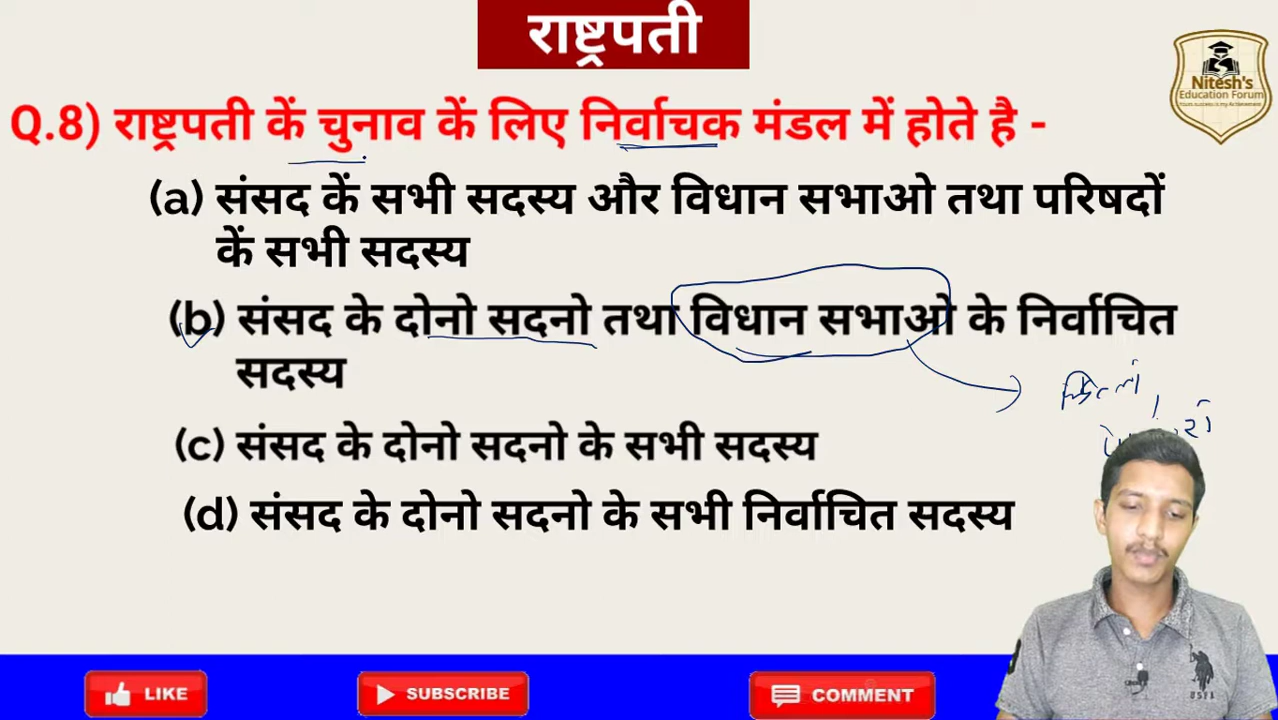 राष्ट्रपती
Nitesh's
Education Forum
Q.8) राष्ट्रपती कें चुनाव कें लिए निर्वाचक मंडल में होते है -
(a) संसद कें सभी सदस्य और विधान सभाओ तथा परिषदों
कें सभी सदस्य
(b) संसद के दोनो सदनो तथा विधान सभाओ के निर्वाचित
सदस्य
(c) संसद के दोनो सदनो के सभी सदस्य
(d) संसद के दोनो सदनो के सभी निर्वाचित सदस्य
LIKE
SUBSCRIBE
COMMENT